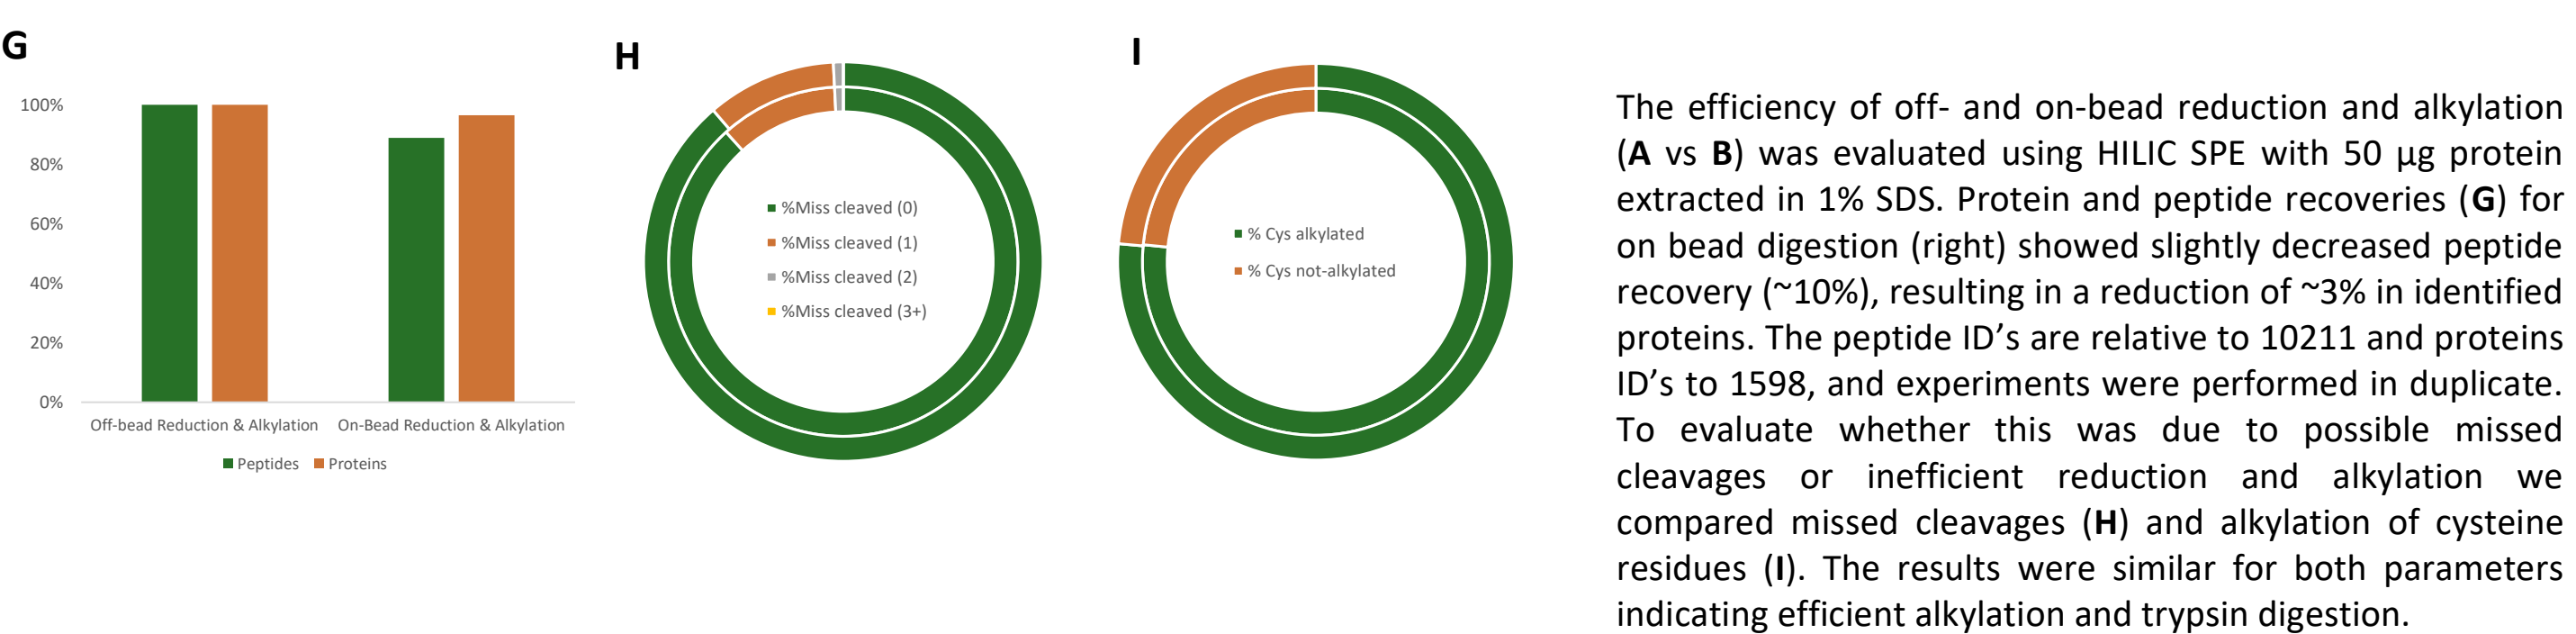 G
100%
80%
60%
40%
20%
0%
Off-bead Reduction & Alkylation
On-Bead Reduction & Alkylation
Peptides
Proteins
H
%Miss cleaved (0)
%Miss cleaved (1)
%Miss cleaved (2)
%Miss cleaved (3+)
I
% Cys alkylated
% Cys not-alkylated
The efficiency of off- and on-bead reduction and alkylation
(A vs B) was evaluated using HILIC SPE with 50 µg protein
extracted in 1% SDS. Protein and peptide recoveries (G) for
on bead digestion (right) showed slightly decreased peptide
recovery (~10%), resulting in a reduction of ~3% in identified
proteins. The peptide ID’s are relative to 10211 and proteins
ID’s to 1598, and experiments were performed in duplicate.
To evaluate whether this was due to possible missed
cleavages or inefficient reduction and alkylation we
compared missed cleavages (H) and alkylation of cysteine
residues (I). The results were similar for both parameters
indicating efficient alkylation and trypsin digestion.